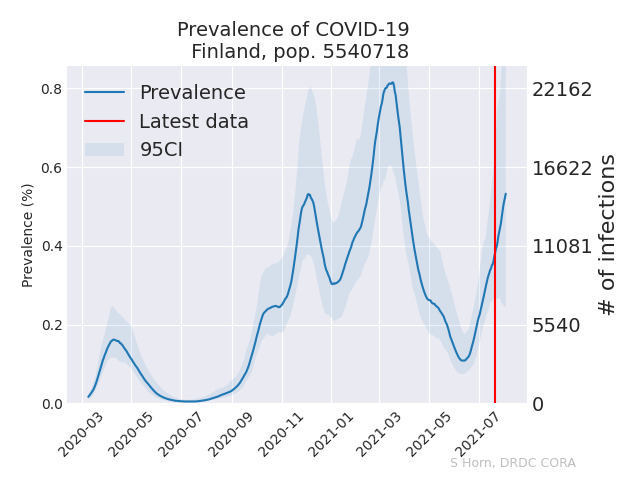 Prevalence of COVID-19
Finland, pop. 5540718
Prevalence
Latest data
95CI
Prevalence (%)
0.8
0.6
0.4
0.2
0.0
22162
16622
11081
5540
0
# of infections
2020-03
2020-05
2020-07
2020-09
2020-11
2021-01
2021-03
2021-05
2021-07
S Horn, DRDC CORA